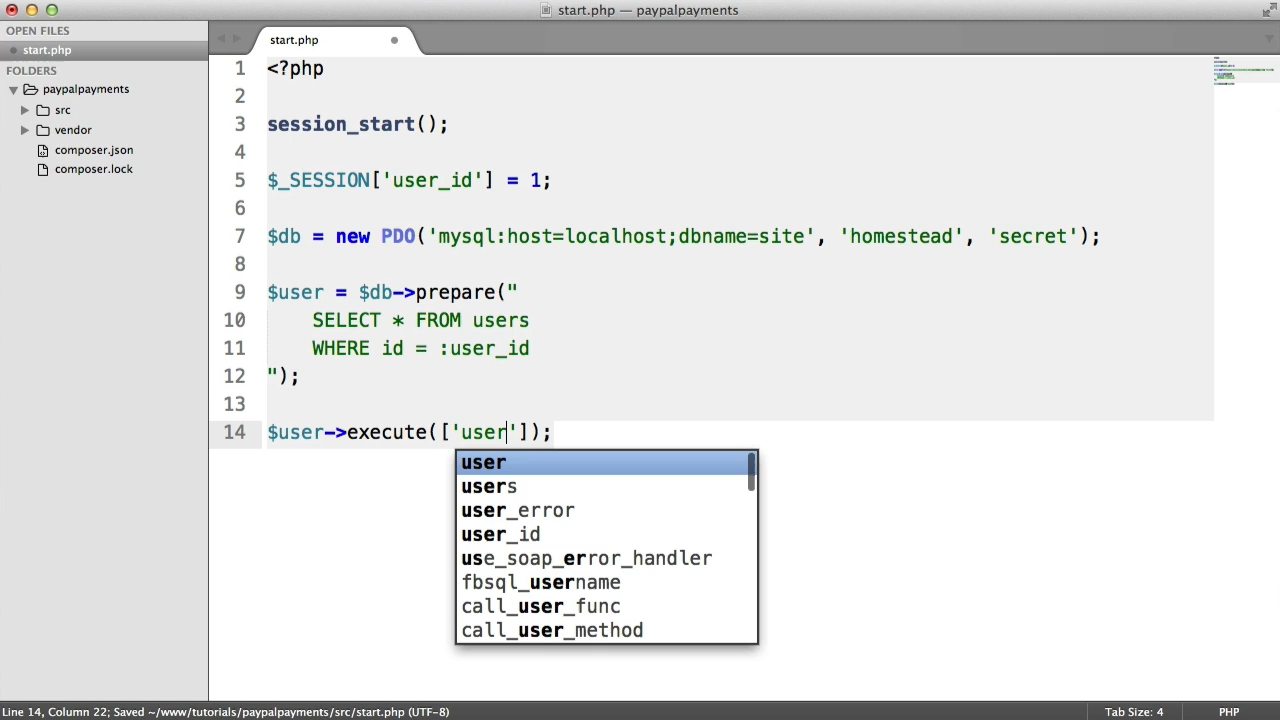 start.php — paypalpayments
OPEN FILES
start.php
FOLDERS
paypalpayments
src
vendor
composer.json
composer.lock
start.php
1 <?php
2
3 session_start();
4
5 $_SESSION['user_id'] = 1;
6
7 $db = new PDO('mysql:host=localhost;dbname=site', 'homestead', 'secret');
8
9 $user = $db->prepare("
10 SELECT * FROM users
11 WHERE id = :user_id
12 ");
13
14 $user->execute(['user']);
user
users
user_error
user_id
use_soap_error_handler
fbsql_username
call_user_func
call_user_method
Line 14, Column 22; Saved ~/www/tutorials/paypalpayments/src/start.php (UTF-8)
Tab Size: 4
PHP